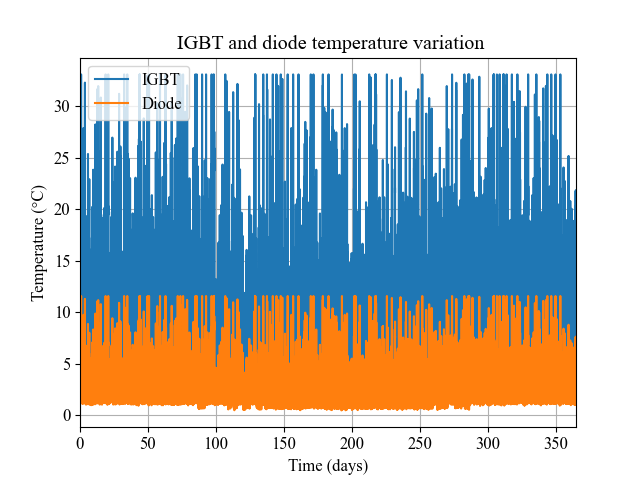 IGBT and diode temperature variation
IGBT
Diode
Temperature (°C)
30
25
20
15
10
5
0
0 50 100 150 200 250 300 350
Time (days)